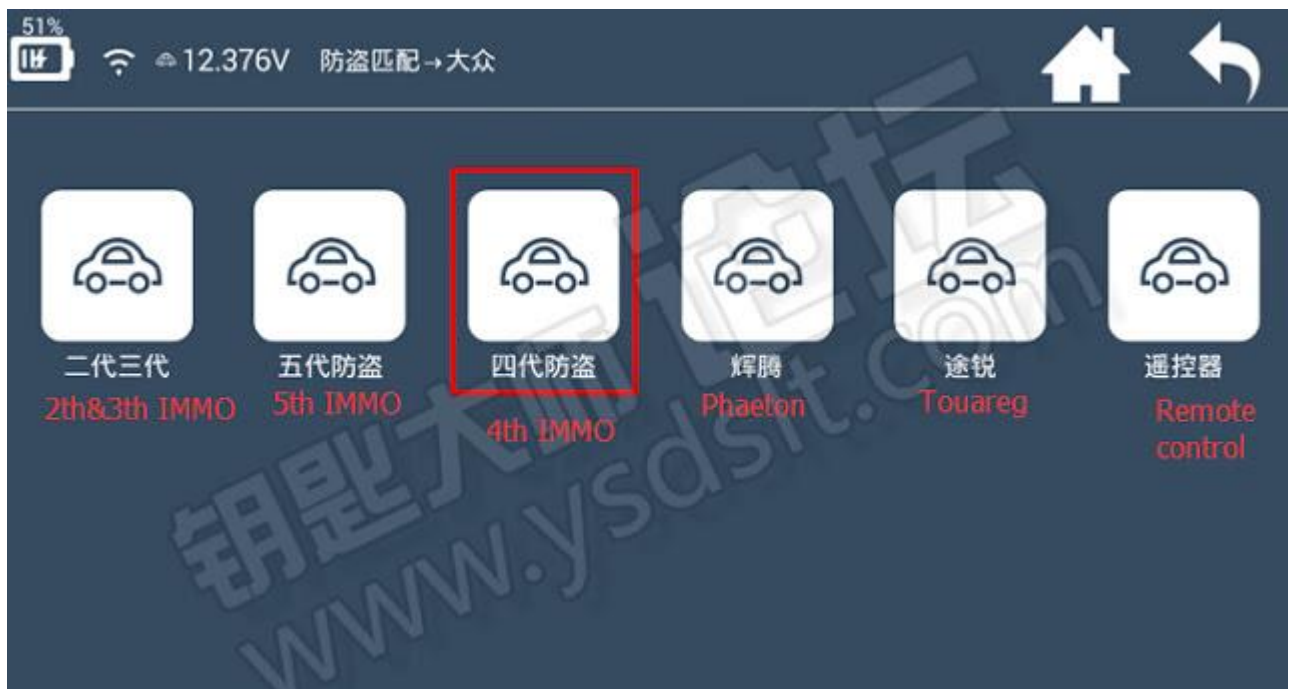 51%
12.376V 防盗匹配→大众
二代三代
2th&3th IMMO
五代防盗
5th IMMO
四代防盗
4th IMMO
辉腾
Phaeton
途锐
Touareg
遥控器
Remote
control
钥匙大师论坛
www.ysdsit.com